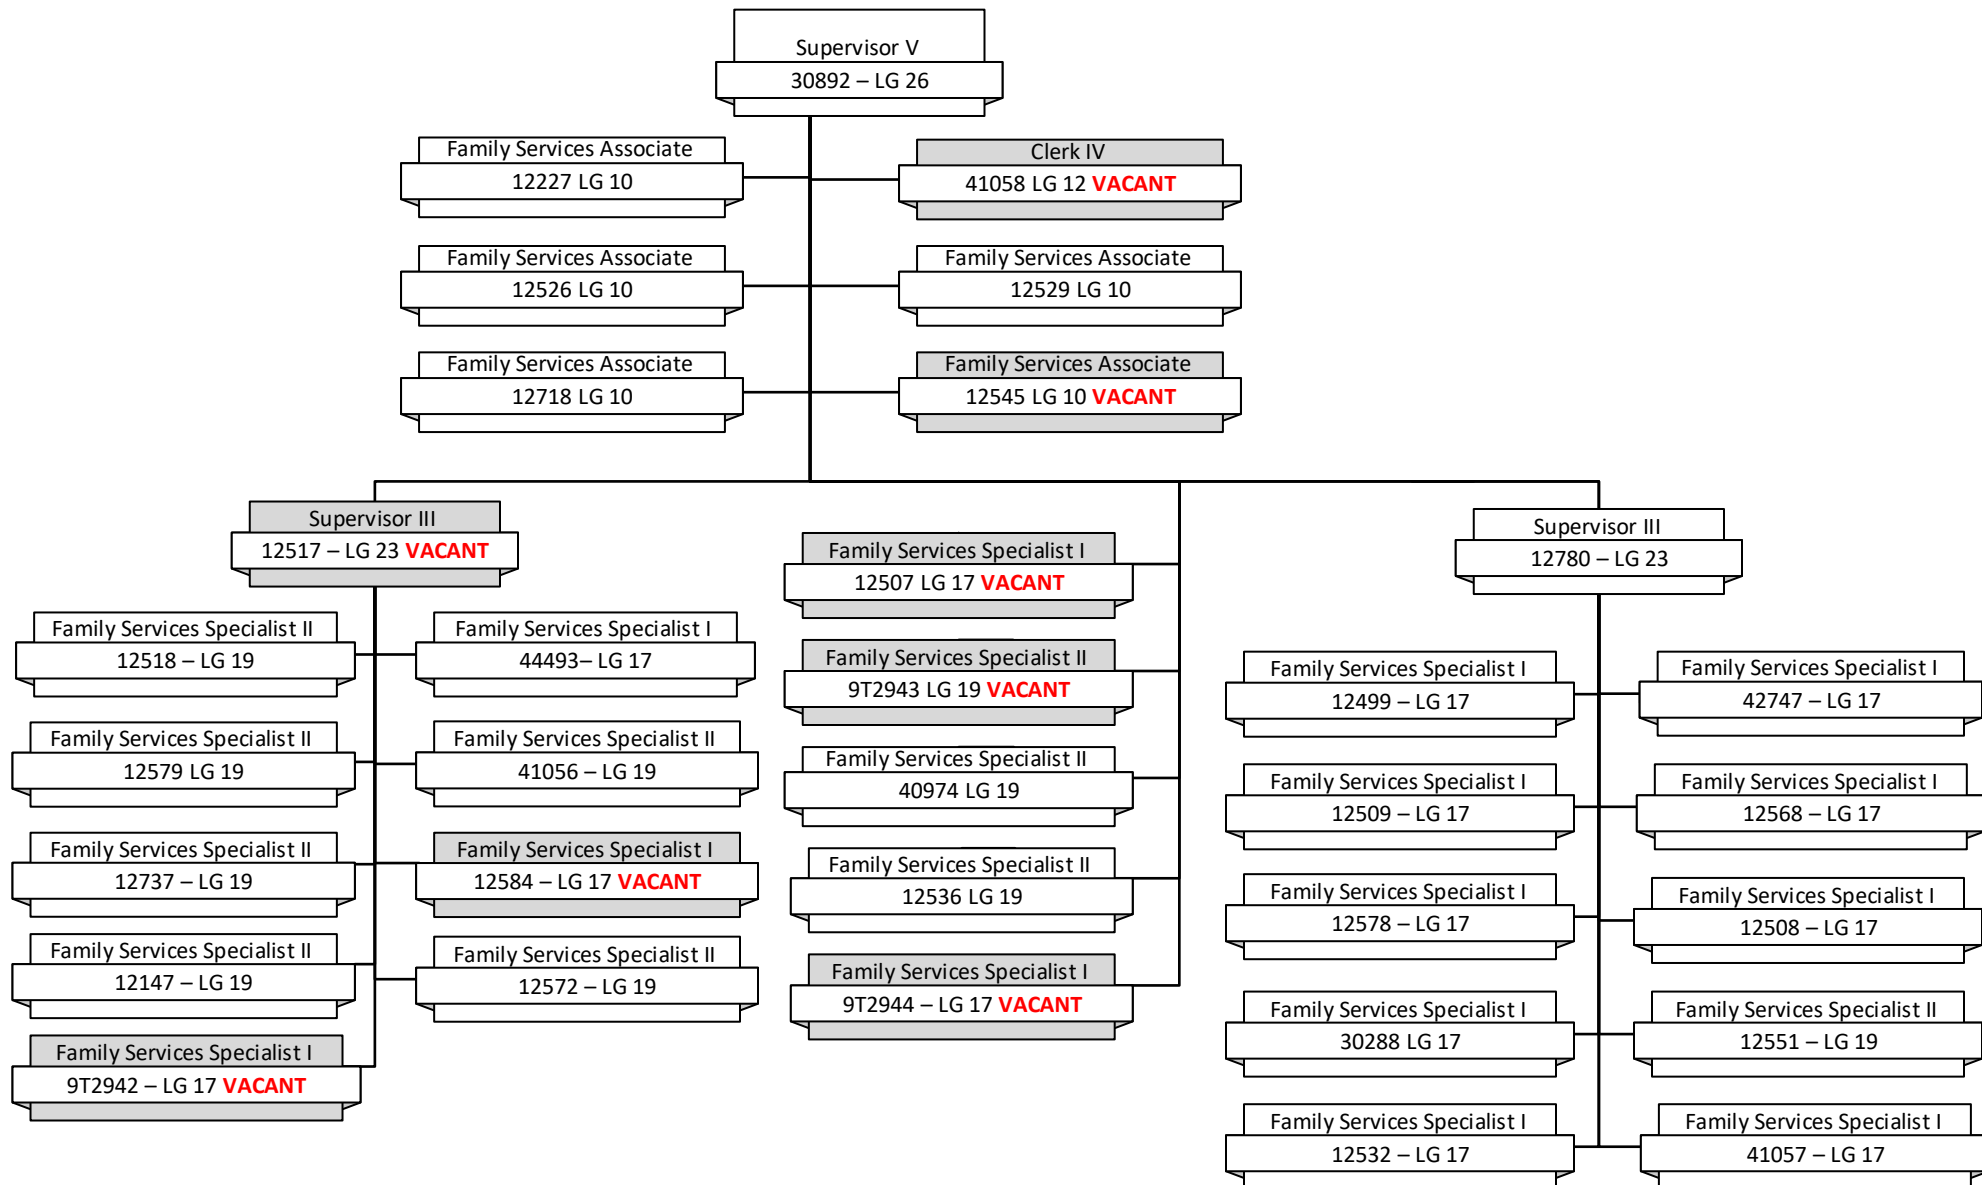 Supervisor V
30892 – LG 26
Family Services Associate
12227 LG 10
Clerk IV
41058 LG 12 VACANT
Family Services Associate
12526 LG 10
Family Services Associate
12529 LG 10
Family Services Associate
12718 LG 10
Family Services Associate
12545 LG 10 VACANT
Supervisor III
12517 – LG 23 VACANT
Family Services Specialist II
12518 – LG 19
Family Services Specialist I
44493– LG 17
Family Services Specialist II
12579 LG 19
Family Services Specialist II
41056 – LG 19
Family Services Specialist II
12737 – LG 19
Family Services Specialist I
12584 – LG 17 VACANT
Family Services Specialist II
12147 – LG 19
Family Services Specialist II
12572 – LG 19
Family Services Specialist I
9T2942 – LG 17 VACANT
Family Services Specialist I
12507 LG 17 VACANT
Family Services Specialist II
9T2943 LG 19 VACANT
Family Services Specialist II
40974 LG 19
Family Services Specialist II
12536 LG 19
Family Services Specialist I
9T2944 – LG 17 VACANT
Supervisor III
12780 – LG 23
Family Services Specialist I
12499 – LG 17
Family Services Specialist I
42747 – LG 17
Family Services Specialist I
12509 – LG 17
Family Services Specialist I
12568 – LG 17
Family Services Specialist I
12578 – LG 17
Family Services Specialist I
12508 – LG 17
Family Services Specialist I
30288 LG 17
Family Services Specialist II
12551 – LG 19
Family Services Specialist I
12532 – LG 17
Family Services Specialist I
41057 – LG 17